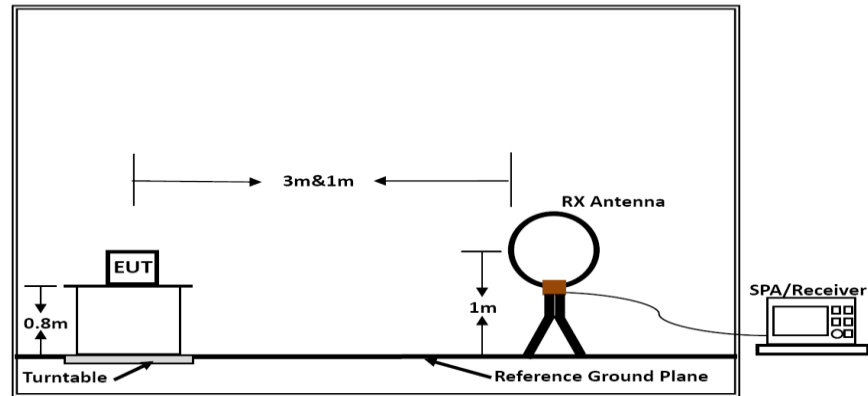 3m&1m
RX Antenna
EUT
SPA/Receiver
0.8m
1m
Turntable
Reference Ground Plane